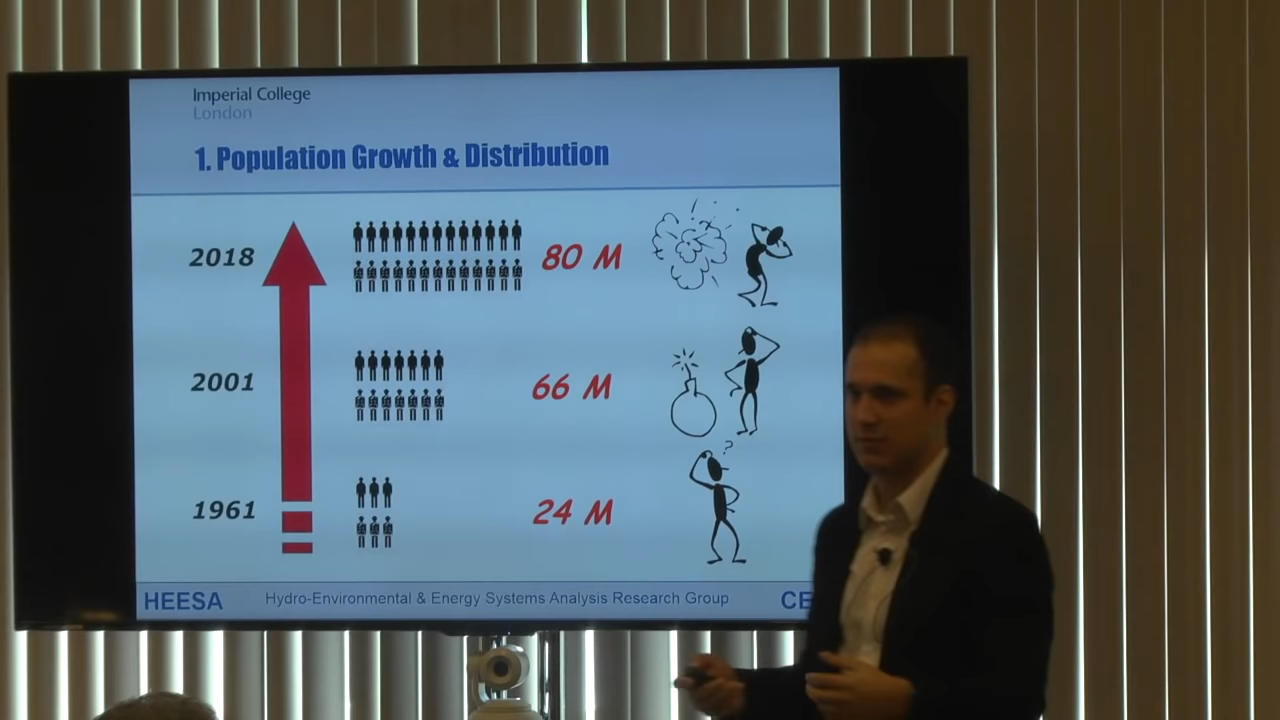 Imperial College
London
1. Population Growth & Distribution
2018
80 M
2001
66 M
?
1961
24 M
HEESA
Hydro-Environmental & Energy Systems Analysis Research Group